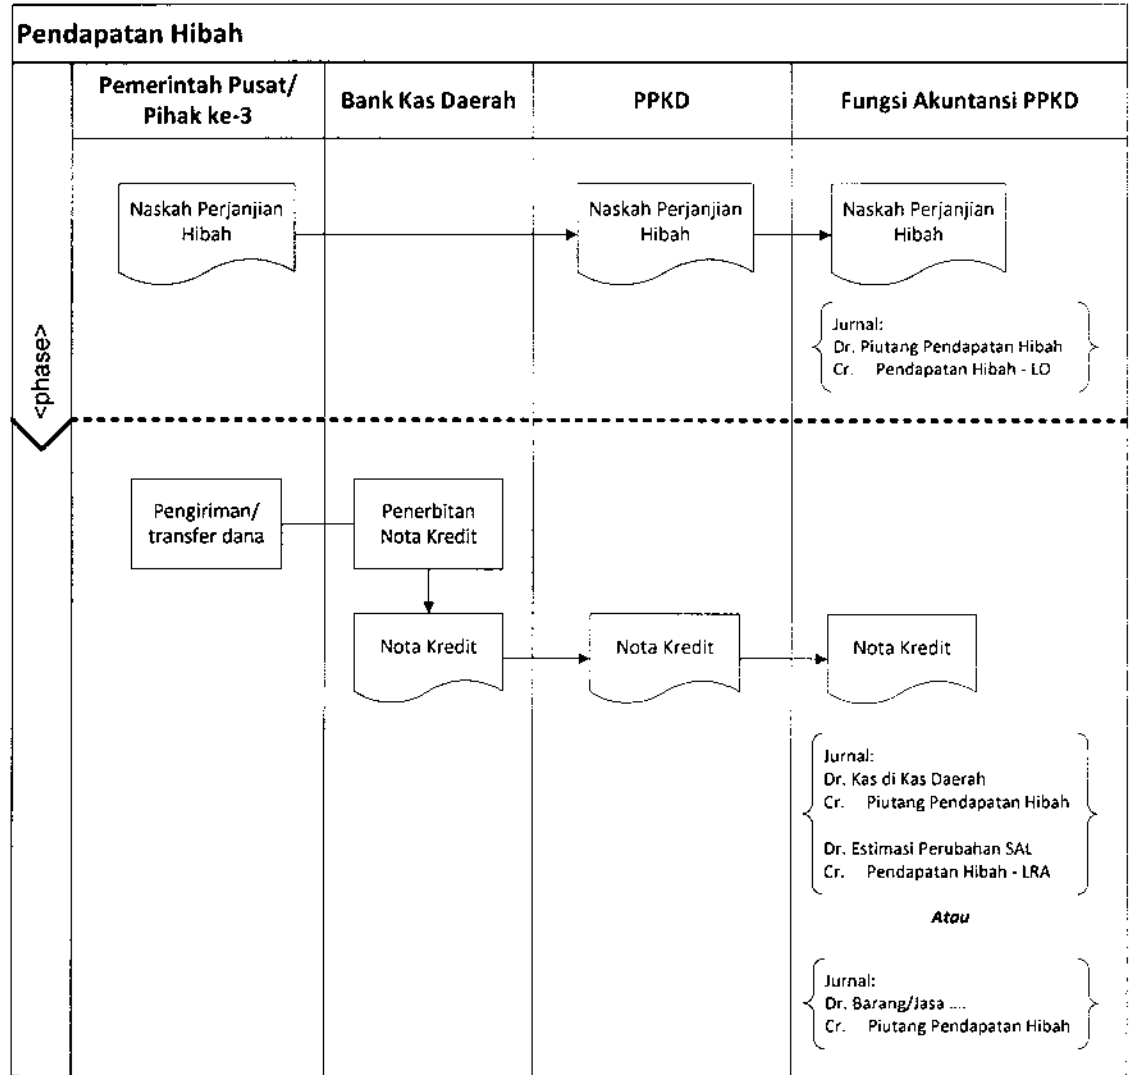 Pendapatan Hibah
Pemerintah Pusat/
Pihak ke-3
Bank Kas Daerah
PPKD
Fungsi Akuntansi PPKD
<phase>
Naskah Perjanjian
Hibah
Naskah Perjanjian
Hibah
Naskah Perjanjian
Hibah
Jurnal:
Dr. Piutang Pendapatan Hibah
Cr. Pendapatan Hibah - LO
Pengiriman/
transfer dana
Penerbitan
Nota Kredit
Nota Kredit
Nota Kredit
Nota Kredit
Jurnal:
Dr. Kas di Kas Daerah
Cr. Piutang Pendapatan Hibah
Dr. Estimasi Perubahan SAL
Cr. Pendapatan Hibah - LRA
Atau
Jurnal:
Dr. Barang/Jasa ....
Cr. Piutang Pendapatan Hibah